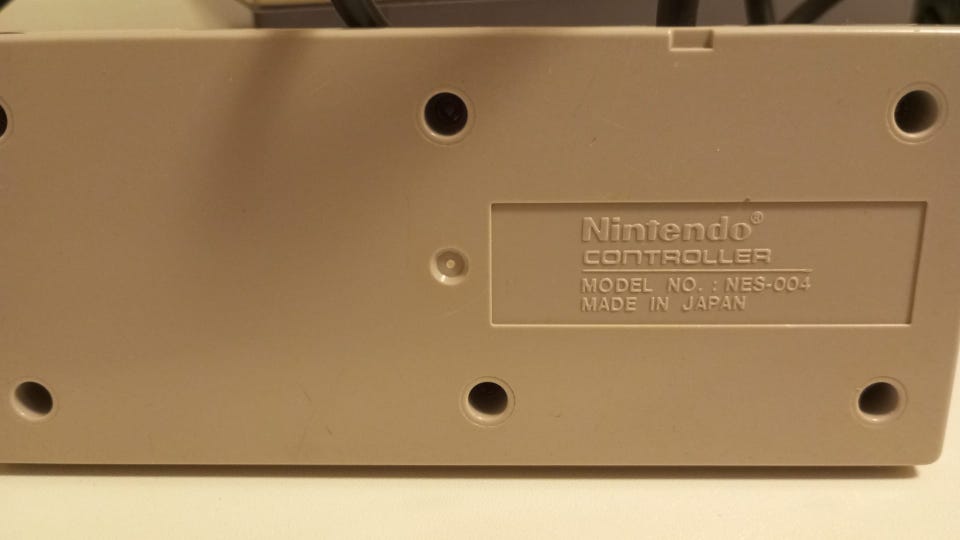 Nintendo®
CONTROLLER
MODEL NO. : NES-004
MADE IN JAPAN